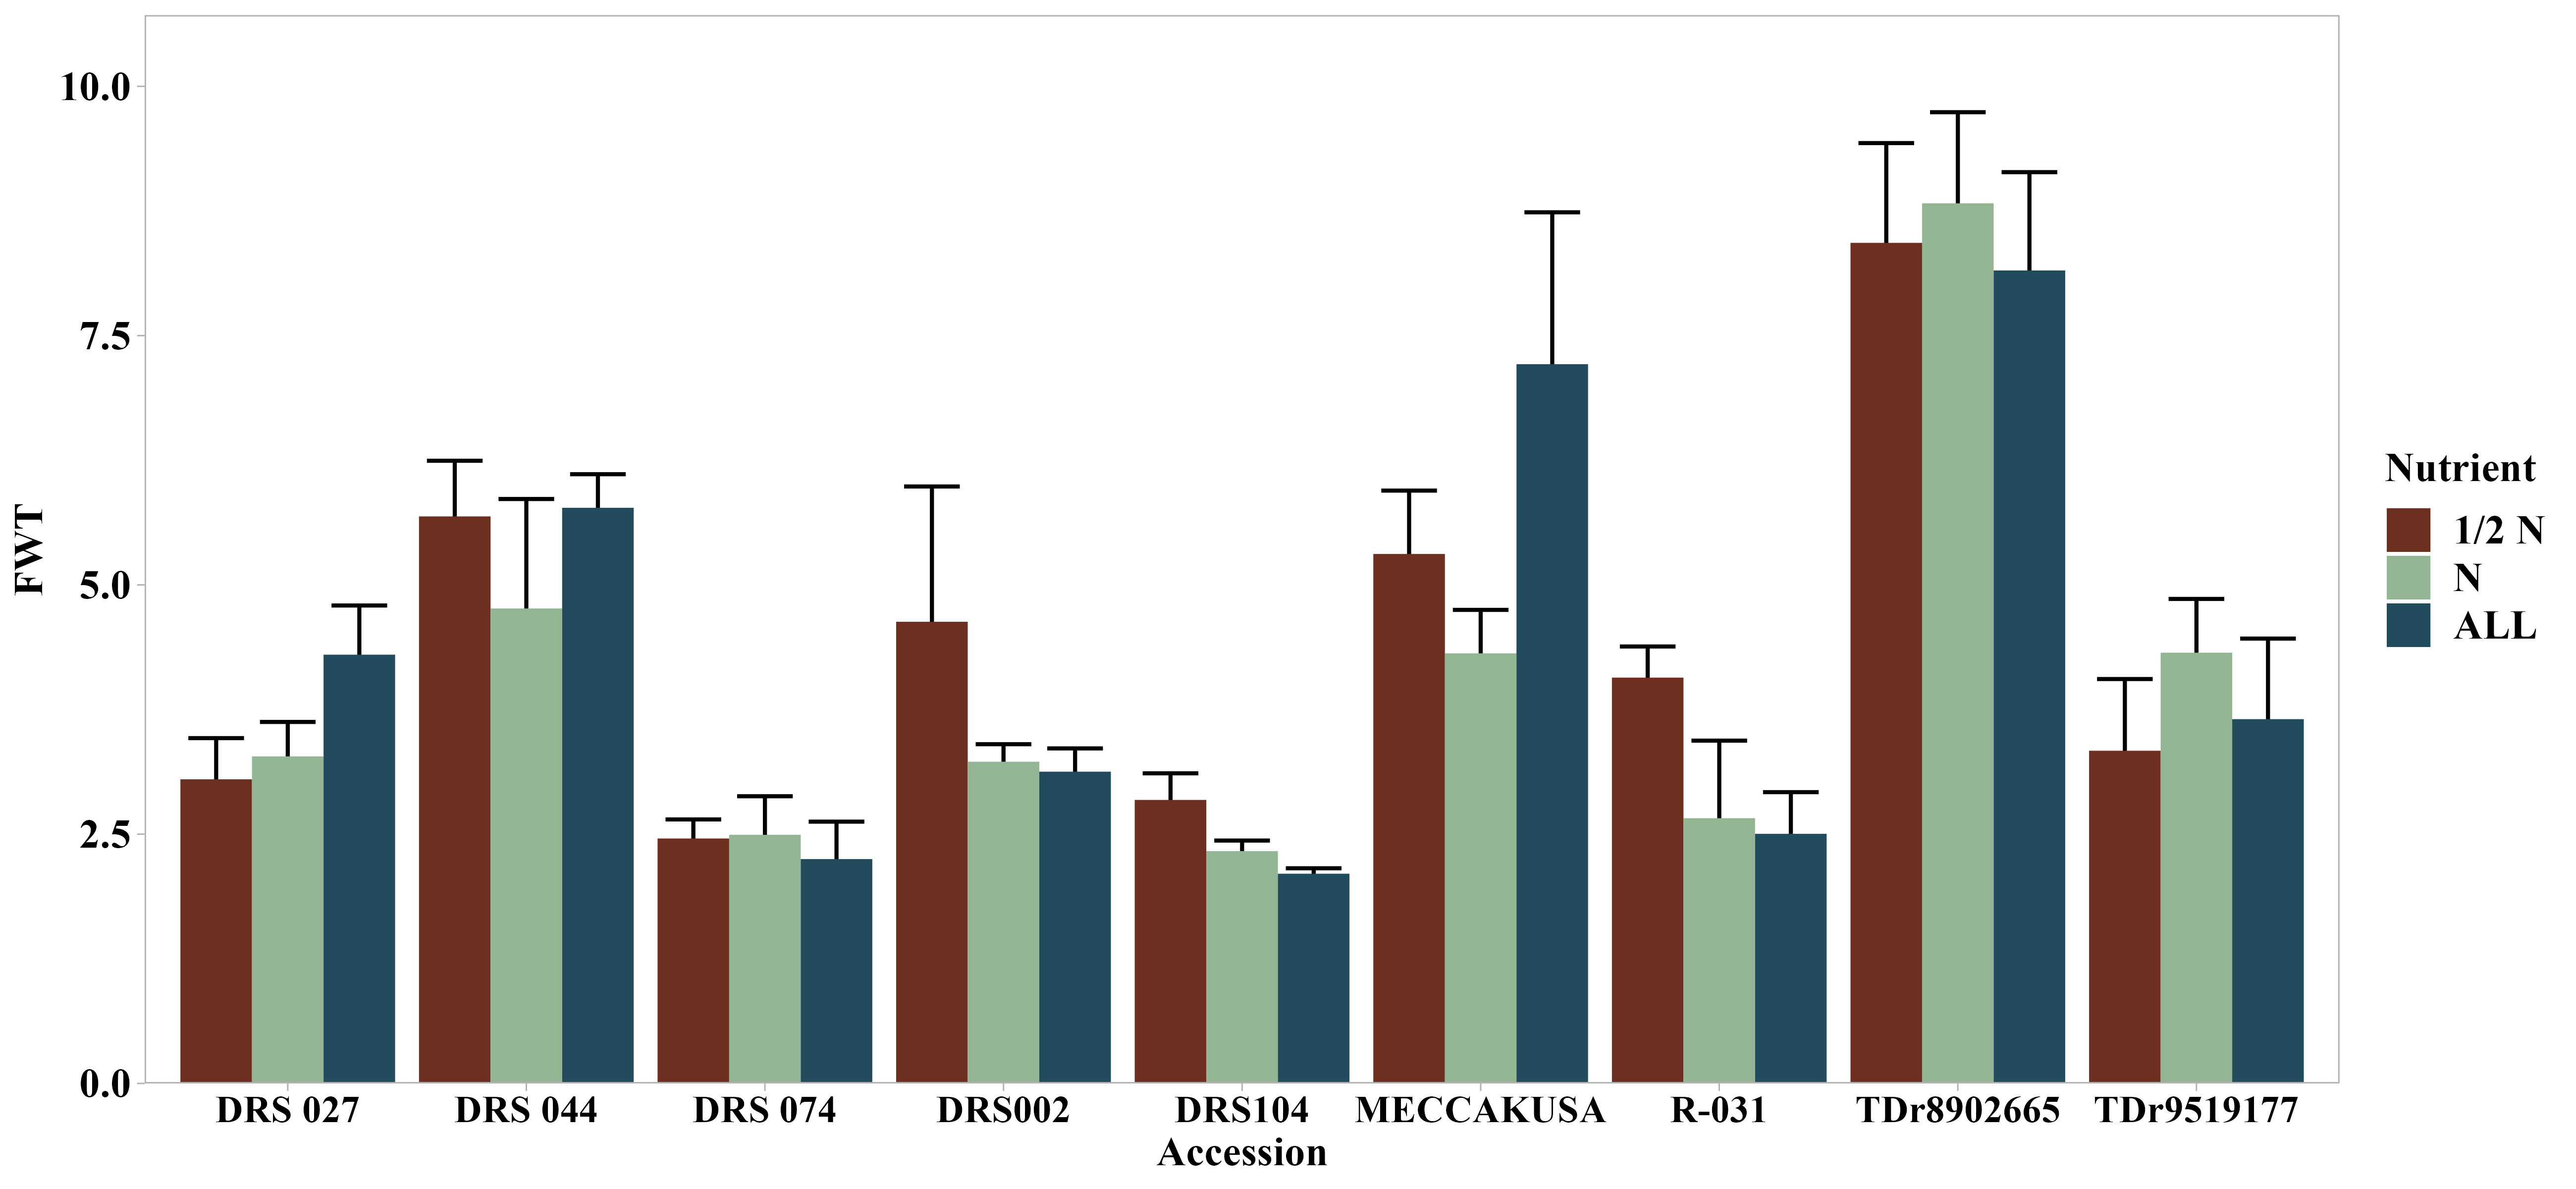 10.0
7.5
5.0
2.5
0.0
FWT
DRS 027 DRS 044 DRS 074 DRS002 DRS104 MECCAKUSA R-031 TDr8902665 TDr9519177
Accession
Nutrient
1/2 N
N
ALL